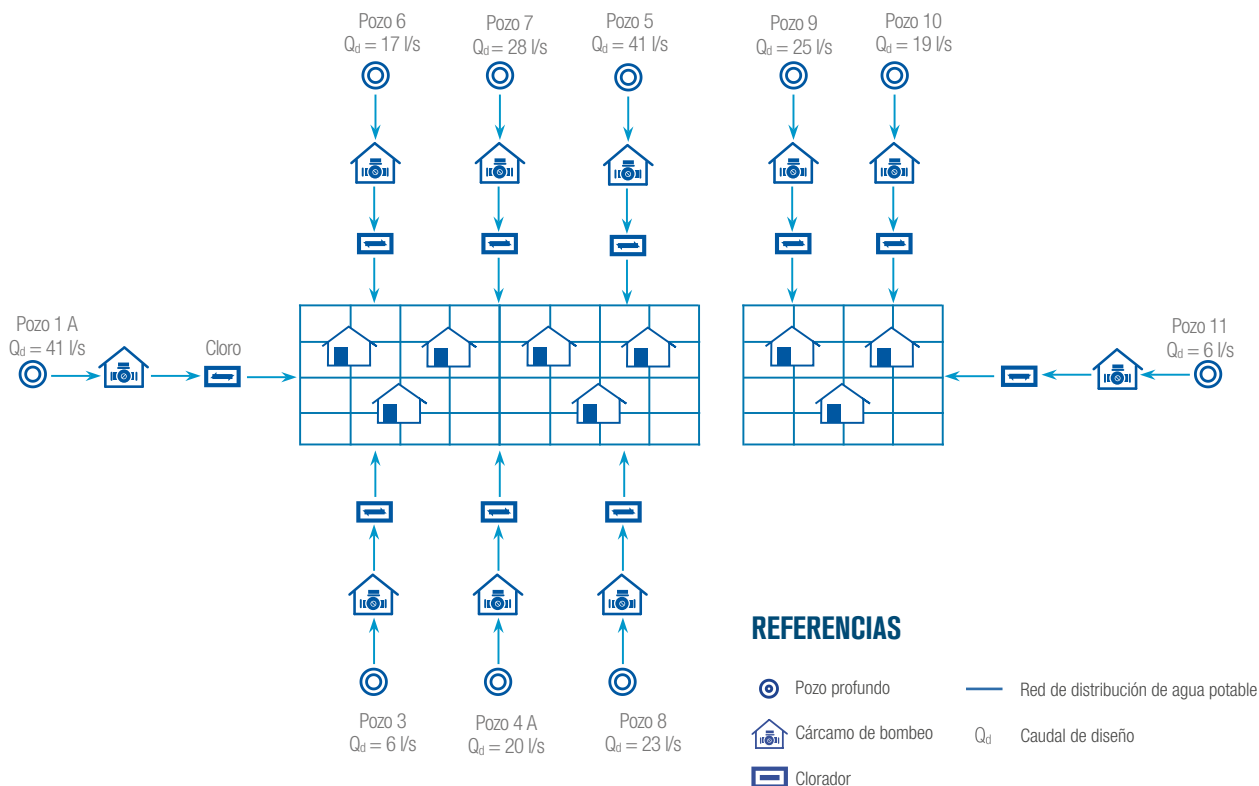 Pozo 6
Qd = 17 l/s
Pozo 7
Qd = 28 l/s
Pozo 5
Qd = 41 l/s
Pozo 9
Qd = 25 l/s
Pozo 10
Qd = 19 l/s
Pozo 1 A
Qd = 41 l/s
Cloro
Pozo 11
Qd = 6 l/s
Pozo 3
Qd = 6 l/s
Pozo 4 A
Qd = 20 l/s
Pozo 8
Qd = 23 l/s
REFERENCIAS
Pozo profundo
Cárcamo de bombeo
Clorador
Red de distribución de agua potable
Qd Caudal de diseño